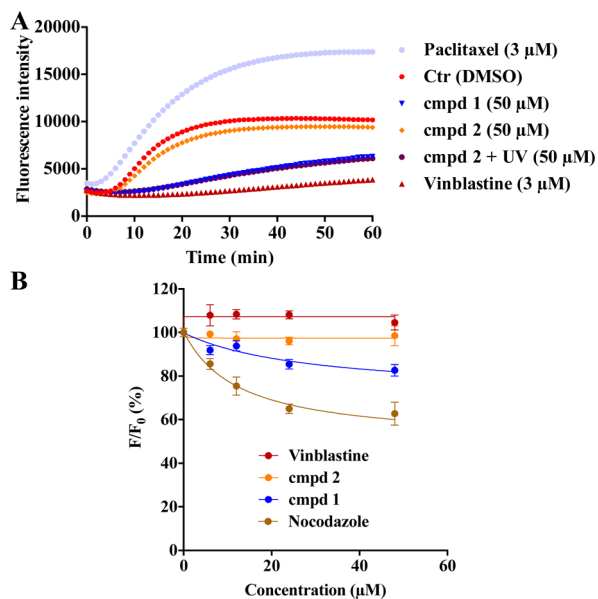 A
20000
15000
10000
5000
0
Fluorescence intensity
0 10 20 30 40 50 60
Time (min)
Paclitaxel (3 µM)
Ctr (DMSO)
cmpd 1 (50 µM)
cmpd 2 (50 µM)
cmpd 2 + UV (50 µM)
Vinblastine (3 µM)
B
120
100
80
60
40
20
0
F/F0 (%)
Vinblastine
cmpd 2
cmpd 1
Nocodazole
0 20 40 60
Concentration (µM)